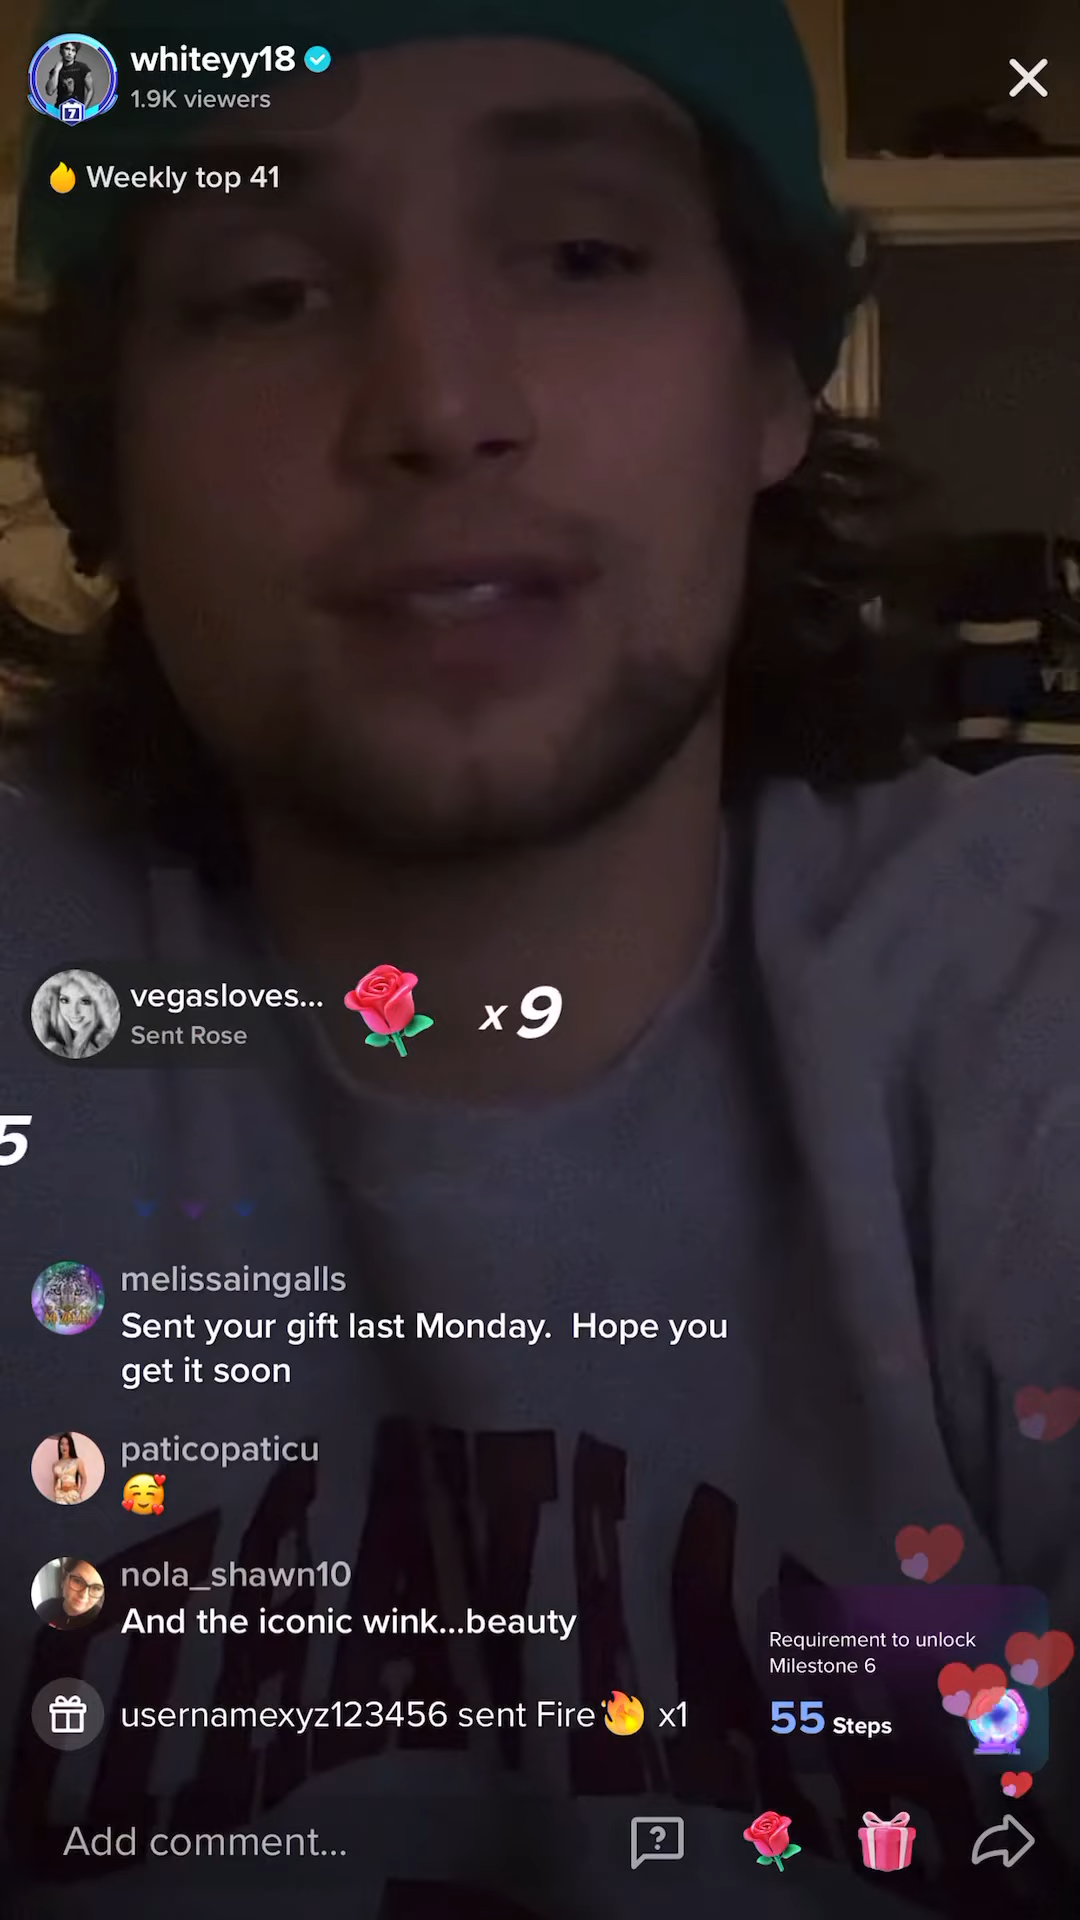 whiteyy18
1.9K viewers
Weekly top 41
7
vegasloves...
Sent Rose
x 9
5
melissaingalls
Sent your gift last Monday. Hope you
get it soon
paticopaticu
🥰
nola_shawn10
And the iconic wink...beauty
usernamexyz123456 sent Fire🔥 x1
Requirement to unlock
Milestone 6
55 Steps
Add comment...